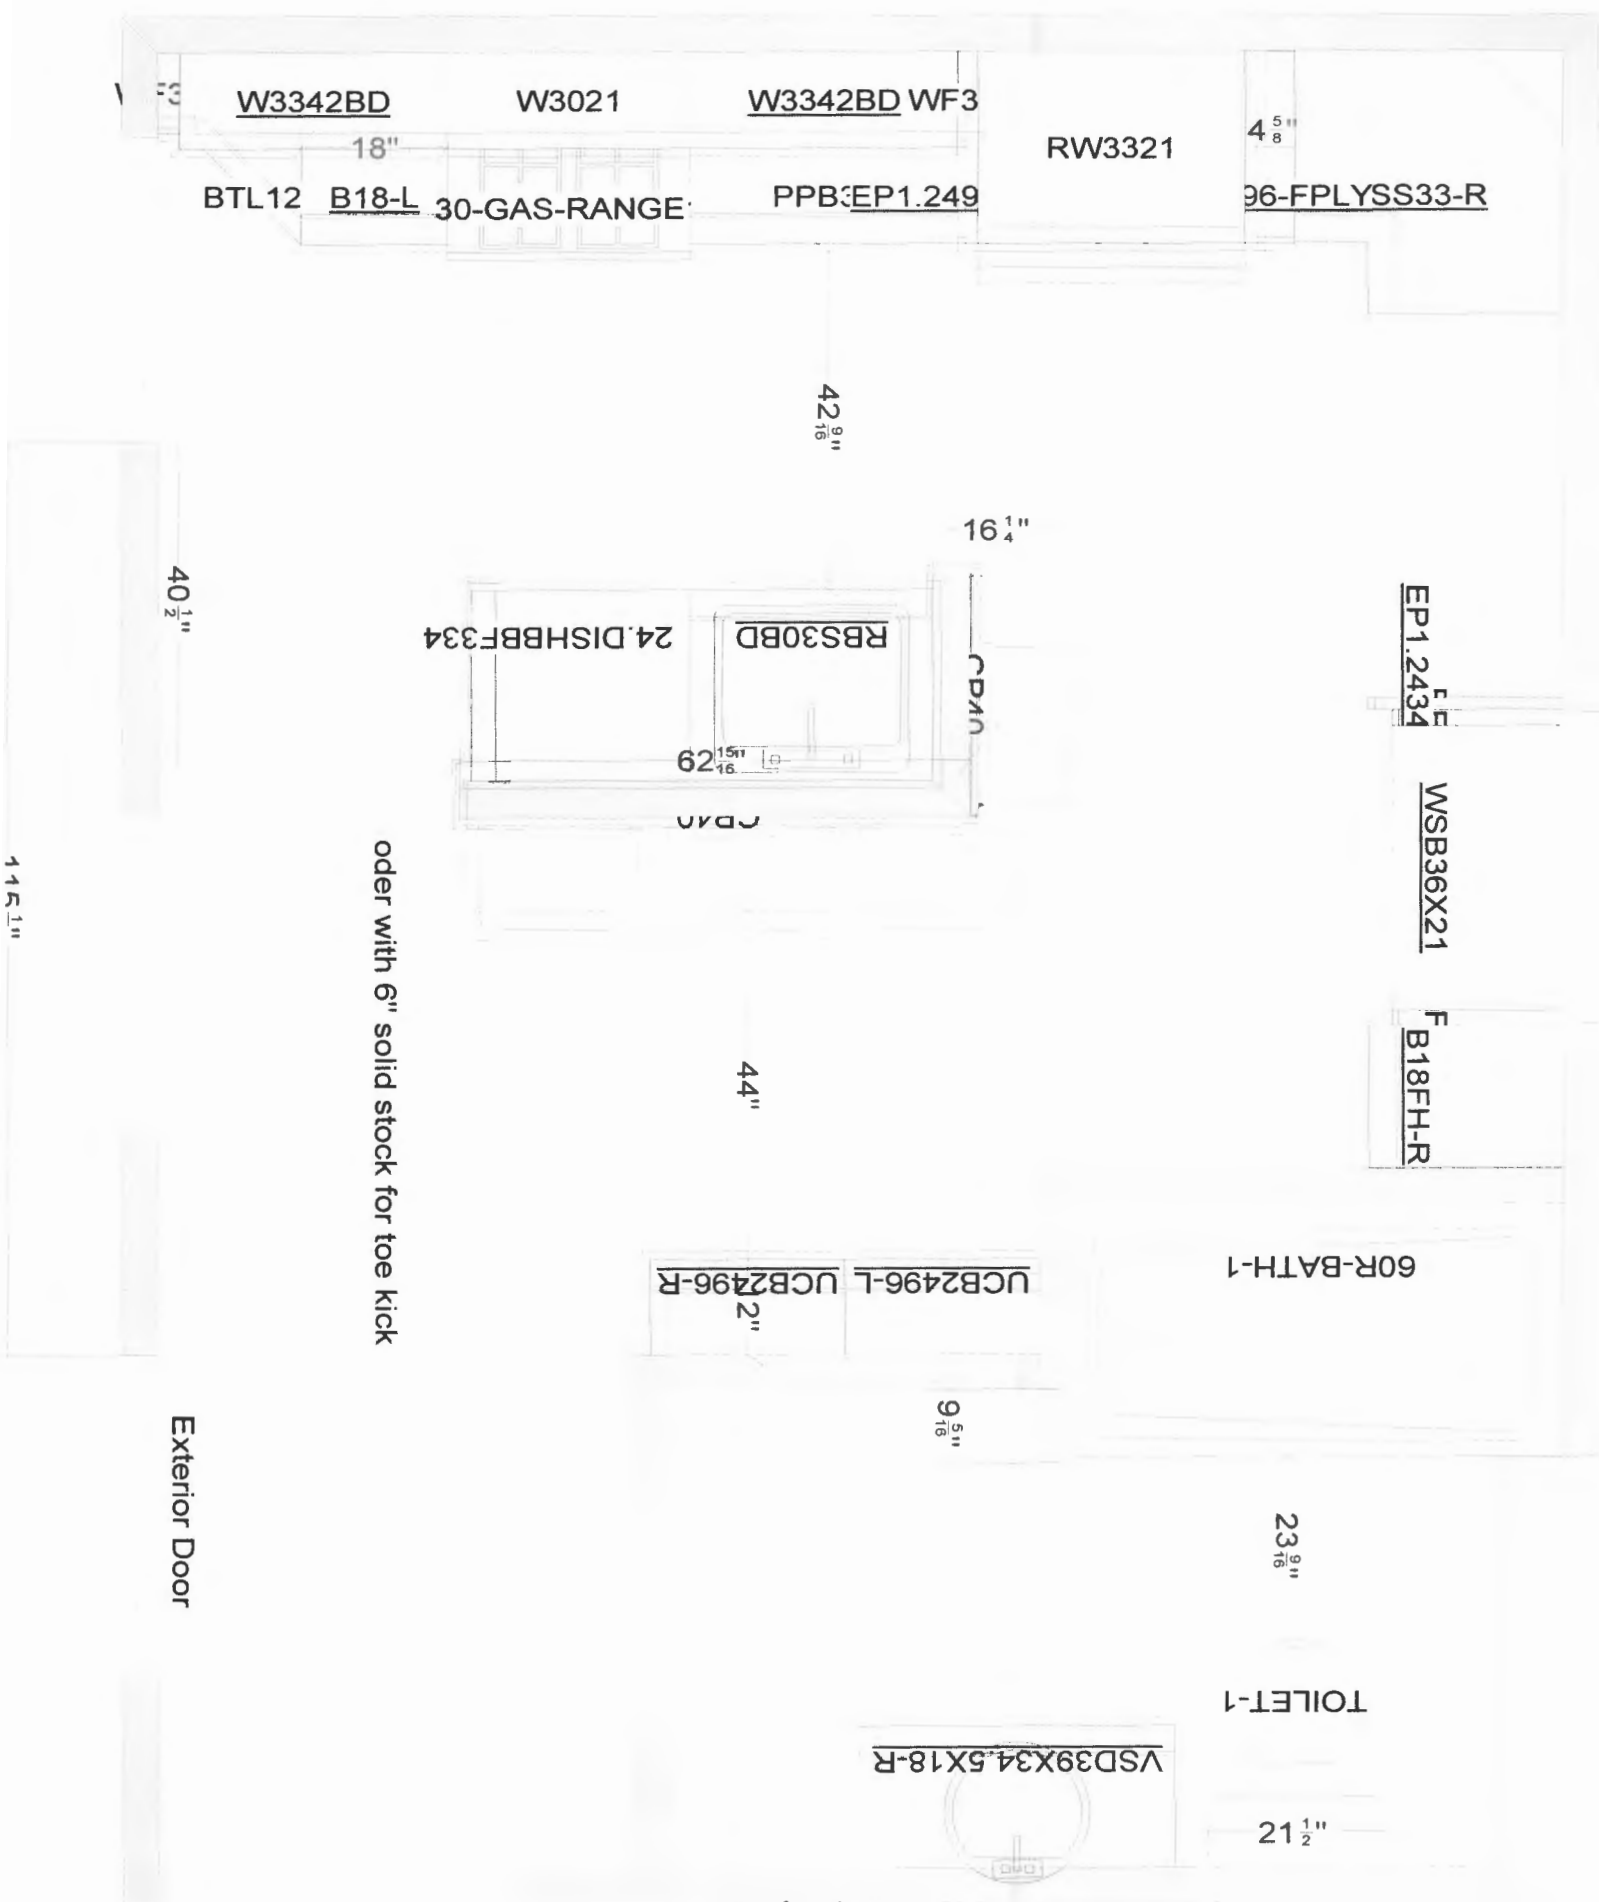 W3342BD W3021 W3342BD WF3
18"
RW3321
4 5/8"
BTL12 B18-L 30-GAS-RANGE EP1.249 96-FPLYSS33-R
42 9/16"
16 1/4"
40 1/2"
24.DISHBBF334
RBS30BD
62 15/16"
EP1.2434
WSB36X21
F
B18FH-R
oder with 6" solid stock for toe kick
44"
UCB2496-R UCB2496-L
60R-BATH-1
9 5/16"
Exterior Door
23 9/16"
TOILET-1
VSD39X34.5X18-R
21 1/2"